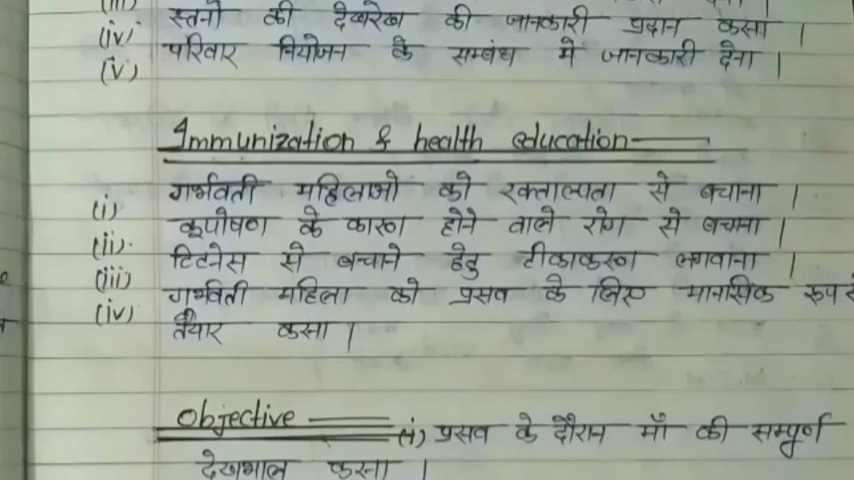 (iii)
(iv) स्तनो की देखरेख की जानकारी प्रदान करना |
(v) परिवार नियोजन के सम्बंध में जानकारी देना |
Immunization & health education
(i) गर्भवती महिलाओ को रक्ताल्पता से बचाना |
(ii). कूपोषण के कारण होने वाले रोग से बचाना |
(iii) टिटनेस से बचाने हेतु टीकाकरण लगवाना |
(iv) गर्भवती महिला को प्रसव के लिए मानसिक रूप से
तैयार करना |
Objective (i) प्रसव के दौरान माँ की सम्पूर्ण
देखभाल करना |